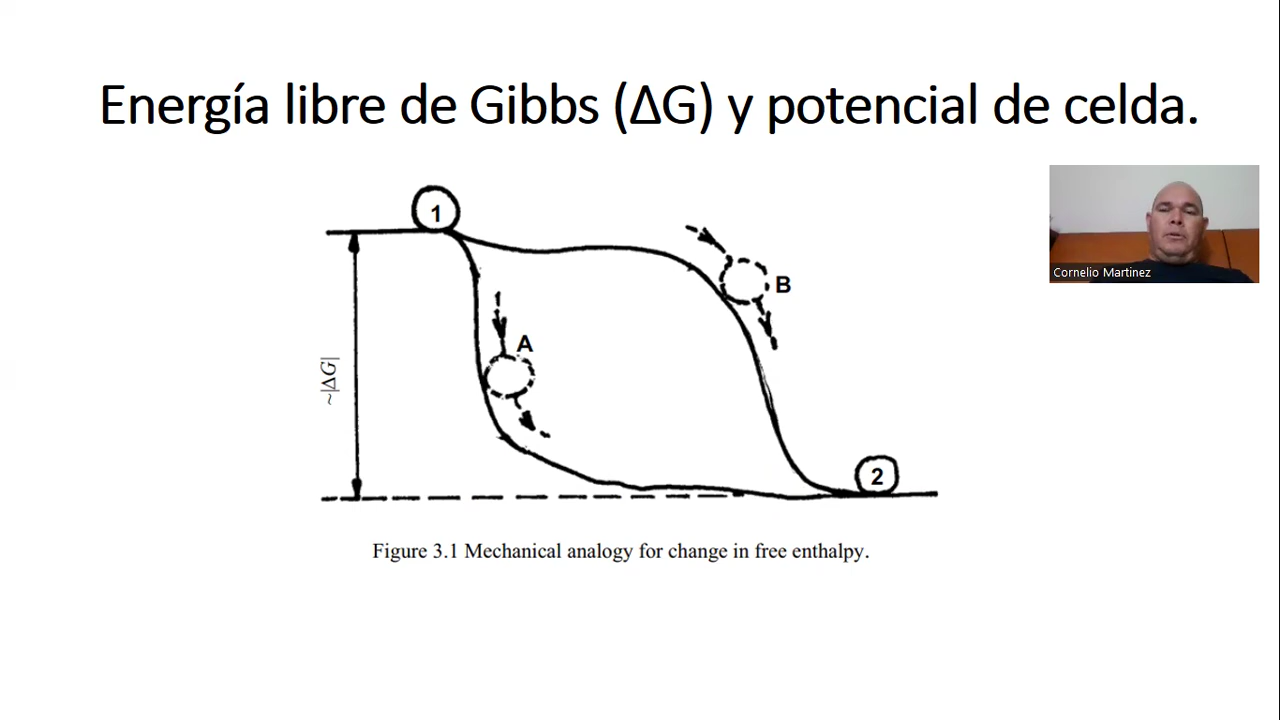 Energía libre de Gibbs (ΔG) y potencial de celda.
1
B
A
~|ΔG|
2
Cornelio Martinez
Figure 3.1 Mechanical analogy for change in free enthalpy.